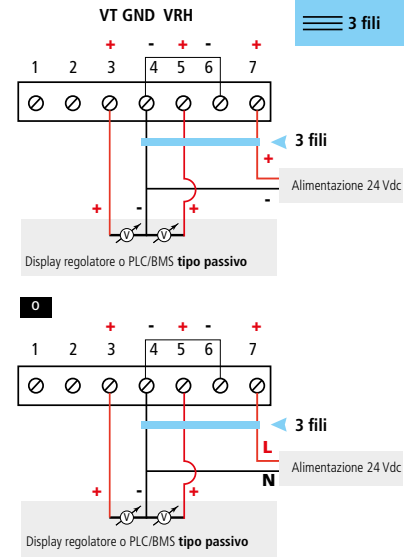 VT GND VRH
3 fili
+ - + - +
1 2 3 4 5 6 7
3 fili
+
Alimentazione 24 Vdc
-
+ - +
V V
Display regolatore o PLC/BMS tipo passivo
O
+ - + - +
1 2 3 4 5 6 7
3 fili
L
Alimentazione 24 Vdc
N
+ - +
V V
Display regolatore o PLC/BMS tipo passivo